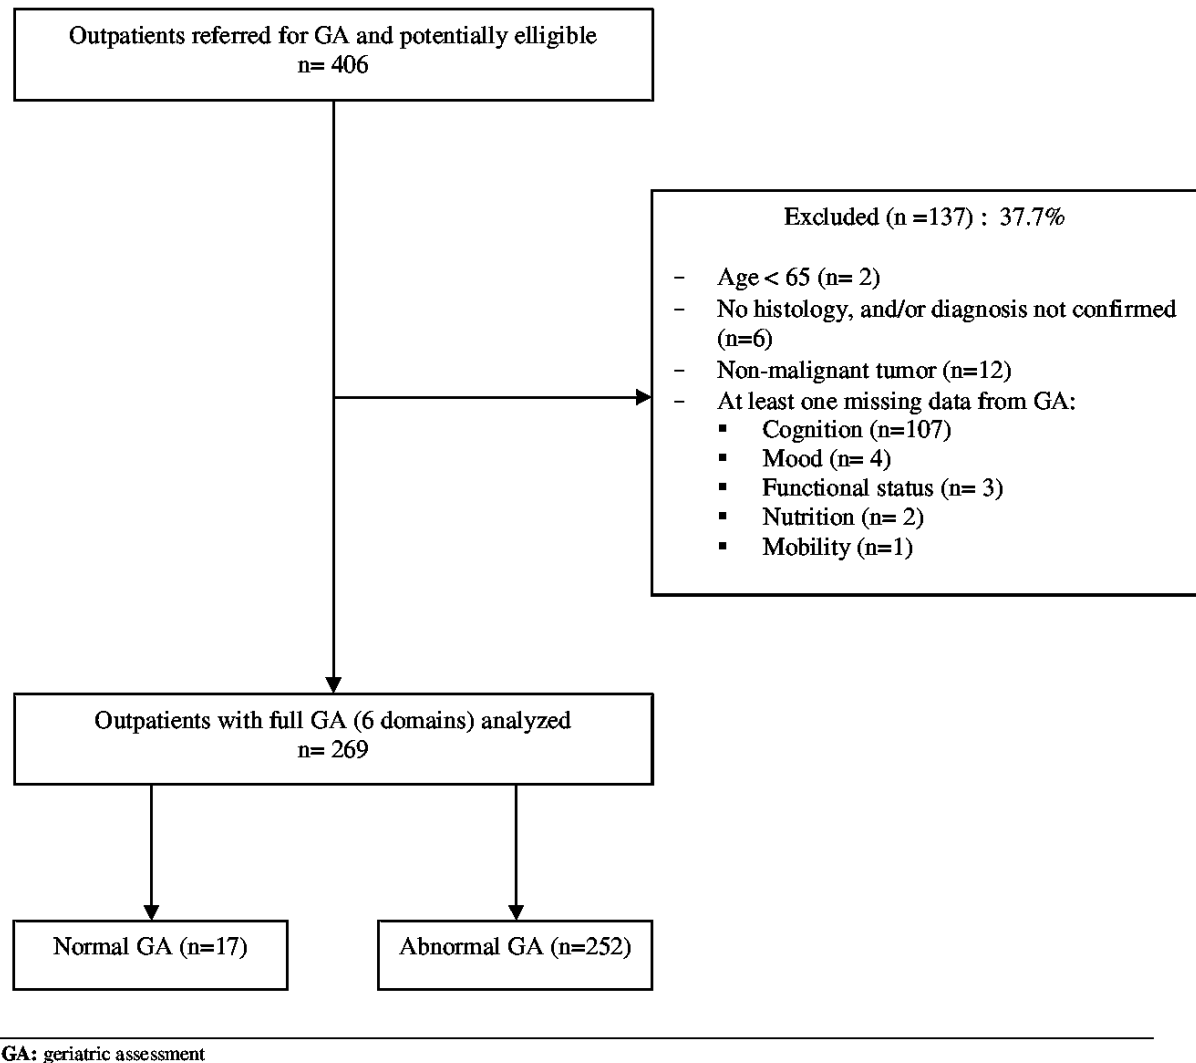 Outpatients referred for GA and potentially elligible
n= 406
Excluded (n =137) : 37.7%
- Age < 65 (n= 2)
- No histology, and/or diagnosis not confirmed
(n=6)
- Non-malignant tumor (n=12)
- At least one missing data from GA:
▪ Cognition (n=107)
▪ Mood (n= 4)
▪ Functional status (n= 3)
▪ Nutrition (n= 2)
▪ Mobility (n=1)
Outpatients with full GA (6 domains) analyzed
n= 269
Normal GA (n=17)
Abnormal GA (n=252)
GA: geriatric assessment